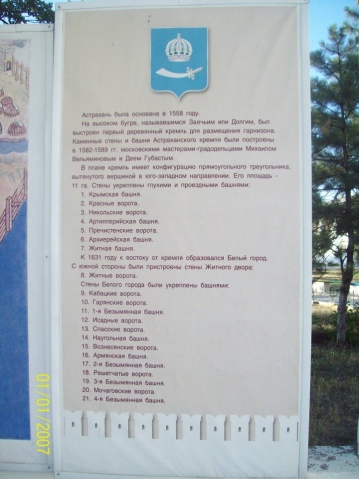 Астрахань была основана в 1558 году.
На высоком бугре, называвшимся Заячьим или Долгим, был
выстроен первый деревянный кремль для размещения гарнизона.
Каменные стены и башни Астраханского кремля были построены
в 1582-1589 гг. московскими мастерами-градодельцами Михаилом
Вельяминовым и Деем Губастым.
В плане кремль имеет конфигурацию прямоугольного треугольника,
вытянутого вершиной в юго-западном направлении. Его площадь -
11 га. Стены укреплены глухими и проездными башнями:
1. Крымская башня.
2. Красные ворота.
3. Никольские ворота.
4. Артиллерийская башня.
5. Пречистенские ворота.
6. Архиерейская башня.
7. Житная башня.
К 1631 году к востоку от кремля образовался Белый город.
С южной стороны были пристроены стены Житного двора:
8. Житные ворота.
Стены Белого города были укреплены башнями:
9. Кабацкие ворота.
10. Гарянские ворота.
11. 1-я Безымянная башня.
12. Исадные ворота.
13. Спасские ворота.
14. Наугольная башня.
15. Вознесенские ворота.
16. Армянская башня.
17. 2-я Безымянная башня.
18. Решетчатые ворота.
19. 3-я Безымянная башня.
20. Мочаговские ворота.
21. 4-я Безымянная башня.
01/01/2007